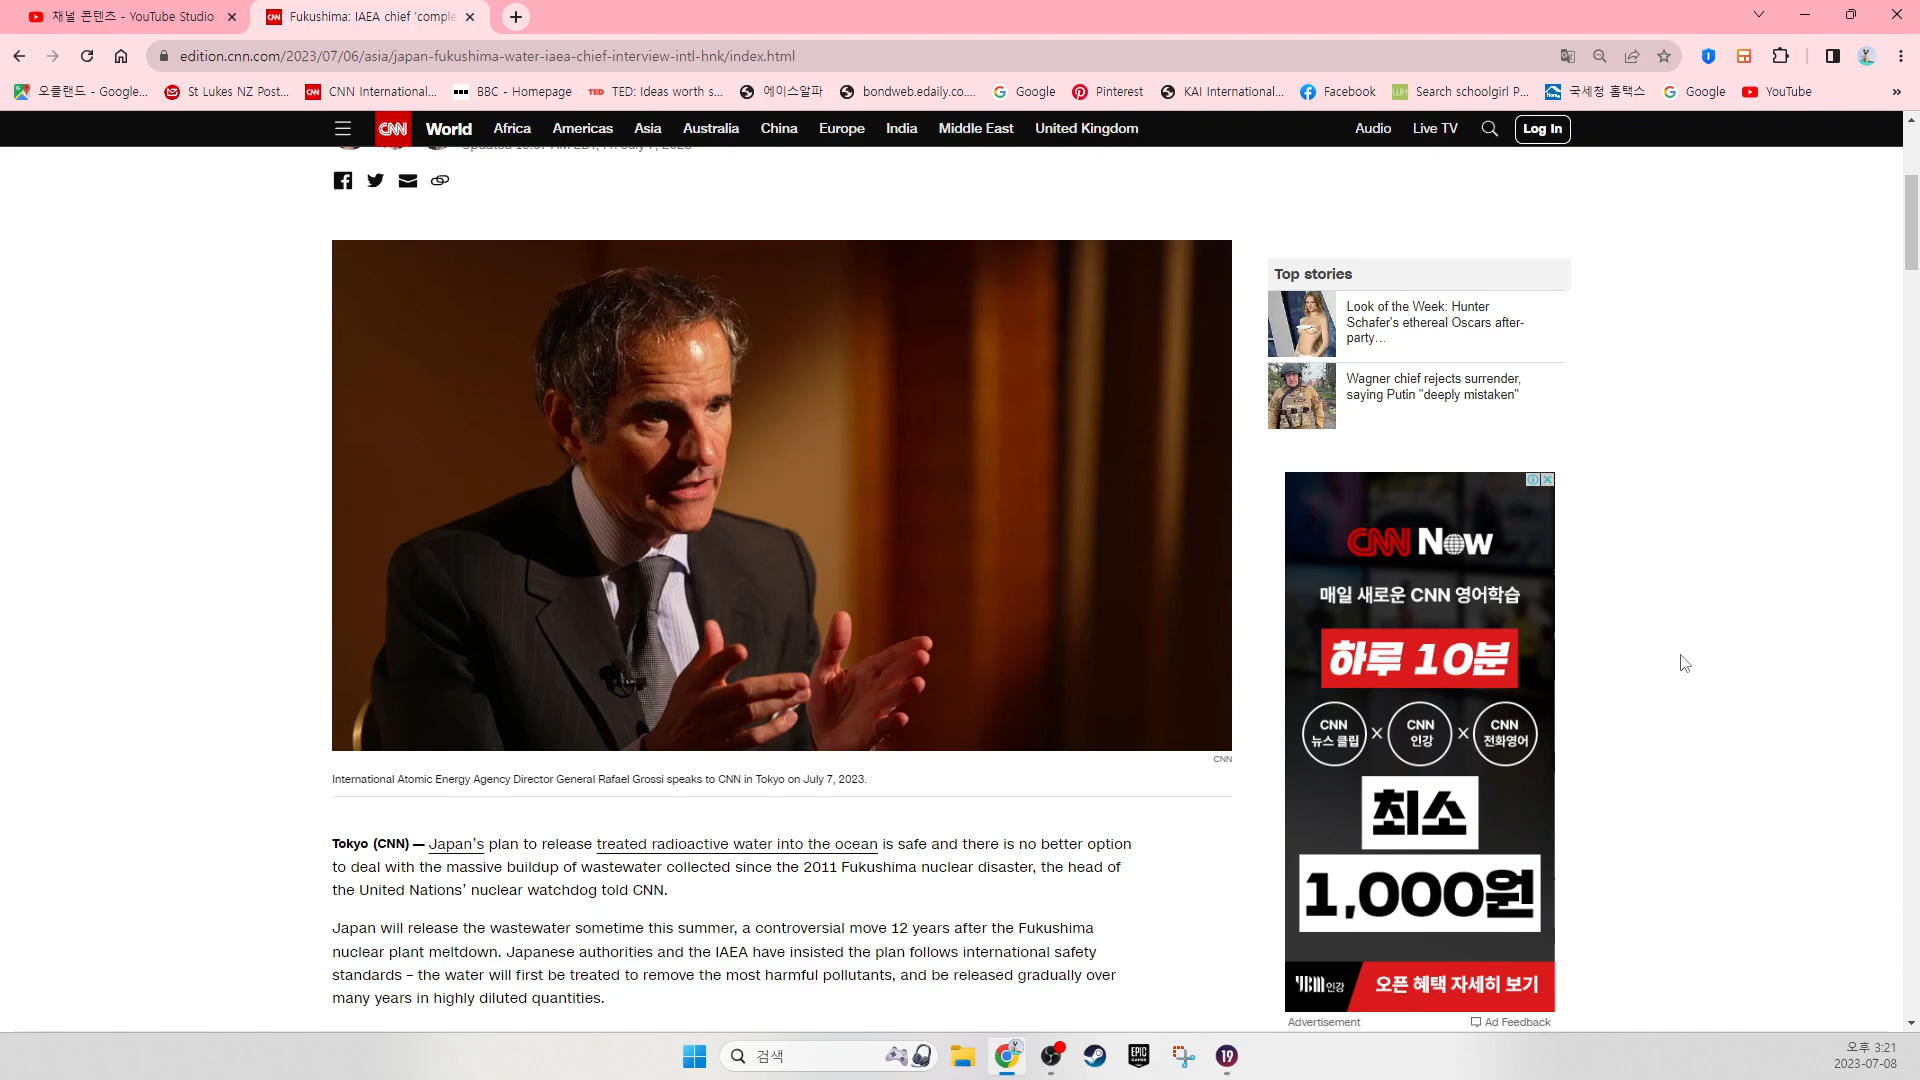 채널 콘텐츠 - YouTube Studio
Fukushima: IAEA chief 'comple
edition.cnn.com/2023/07/06/asia/japan-fukushima-water-iaea-chief-interview-intl-hnk/index.html
오클랜드 - Google...
St Lukes NZ Post...
CNN International...
BBC - Homepage
TED: Ideas worth s...
에이스알파
bondweb.edaily.co....
Google
Pinterest
KAI International...
Facebook
Search schoolgirl P...
국세청 홈택스
Google
YouTube
CNN World Africa Americas Asia Australia China Europe India Middle East United Kingdom Audio Live TV Log In
Top stories
Look of the Week: Hunter
Schafer's ethereal Oscars after-
party…
Wagner chief rejects surrender,
saying Putin "deeply mistaken"
CNN Now
매일 새로운 CNN 영어학습
하루 10분
CNN 뉴스 클립 X CNN 인강 X CNN 전화영어
최소
1,000원
YBM인강 오픈 혜택 자세히 보기
Advertisement
Ad Feedback
CNN
International Atomic Energy Agency Director General Rafael Grossi speaks to CNN in Tokyo on July 7, 2023.
Tokyo (CNN) — Japan's plan to release treated radioactive water into the ocean is safe and there is no better option
to deal with the massive buildup of wastewater collected since the 2011 Fukushima nuclear disaster, the head of
the United Nations' nuclear watchdog told CNN.
Japan will release the wastewater sometime this summer, a controversial move 12 years after the Fukushima
nuclear plant meltdown. Japanese authorities and the IAEA have insisted the plan follows international safety
standards – the water will first be treated to remove the most harmful pollutants, and be released gradually over
many years in highly diluted quantities.
검색
EPIC GAMES
19
오후 3:21
2023-07-08